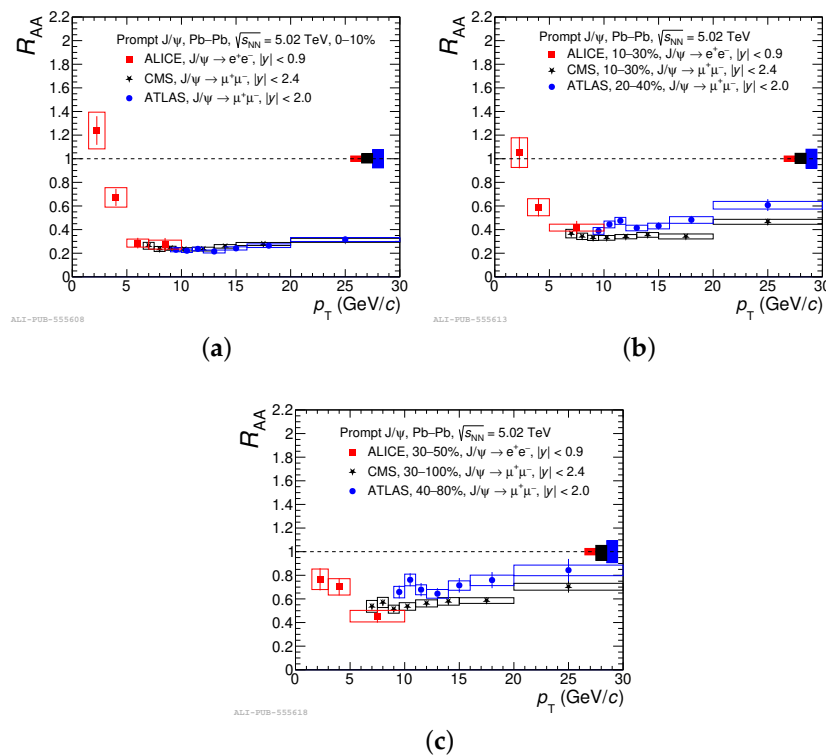 R_AA
2.2
2
1.8
1.6
1.4
1.2
1
0.8
0.6
0.4
0.2
0
Prompt J/ψ, Pb–Pb, √s_NN = 5.02 TeV, 0–10%
ALICE, J/ψ → e⁺e⁻, |y| < 0.9
CMS, J/ψ → μ⁺μ⁻, |y| < 2.4
ATLAS, J/ψ → μ⁺μ⁻, |y| < 2.0
0 5 10 15 20 25 30
p_T (GeV/c)
ALI-PUB-555608
(a)
R_AA
2.2
2
1.8
1.6
1.4
1.2
1
0.8
0.6
0.4
0.2
0
Prompt J/ψ, Pb–Pb, √s_NN = 5.02 TeV
ALICE, 10–30%, J/ψ → e⁺e⁻, |y| < 0.9
CMS, 10–30%, J/ψ → μ⁺μ⁻, |y| < 2.4
ATLAS, 20–40%, J/ψ → μ⁺μ⁻, |y| < 2.0
0 5 10 15 20 25 30
p_T (GeV/c)
ALI-PUB-555613
(b)
R_AA
2.2
2
1.8
1.6
1.4
1.2
1
0.8
0.6
0.4
0.2
0
Prompt J/ψ, Pb–Pb, √s_NN = 5.02 TeV
ALICE, 30–50%, J/ψ → e⁺e⁻, |y| < 0.9
CMS, 30–100%, J/ψ → μ⁺μ⁻, |y| < 2.4
ATLAS, 40–80%, J/ψ → μ⁺μ⁻, |y| < 2.0
0 5 10 15 20 25 30
p_T (GeV/c)
ALI-PUB-555618
(c)